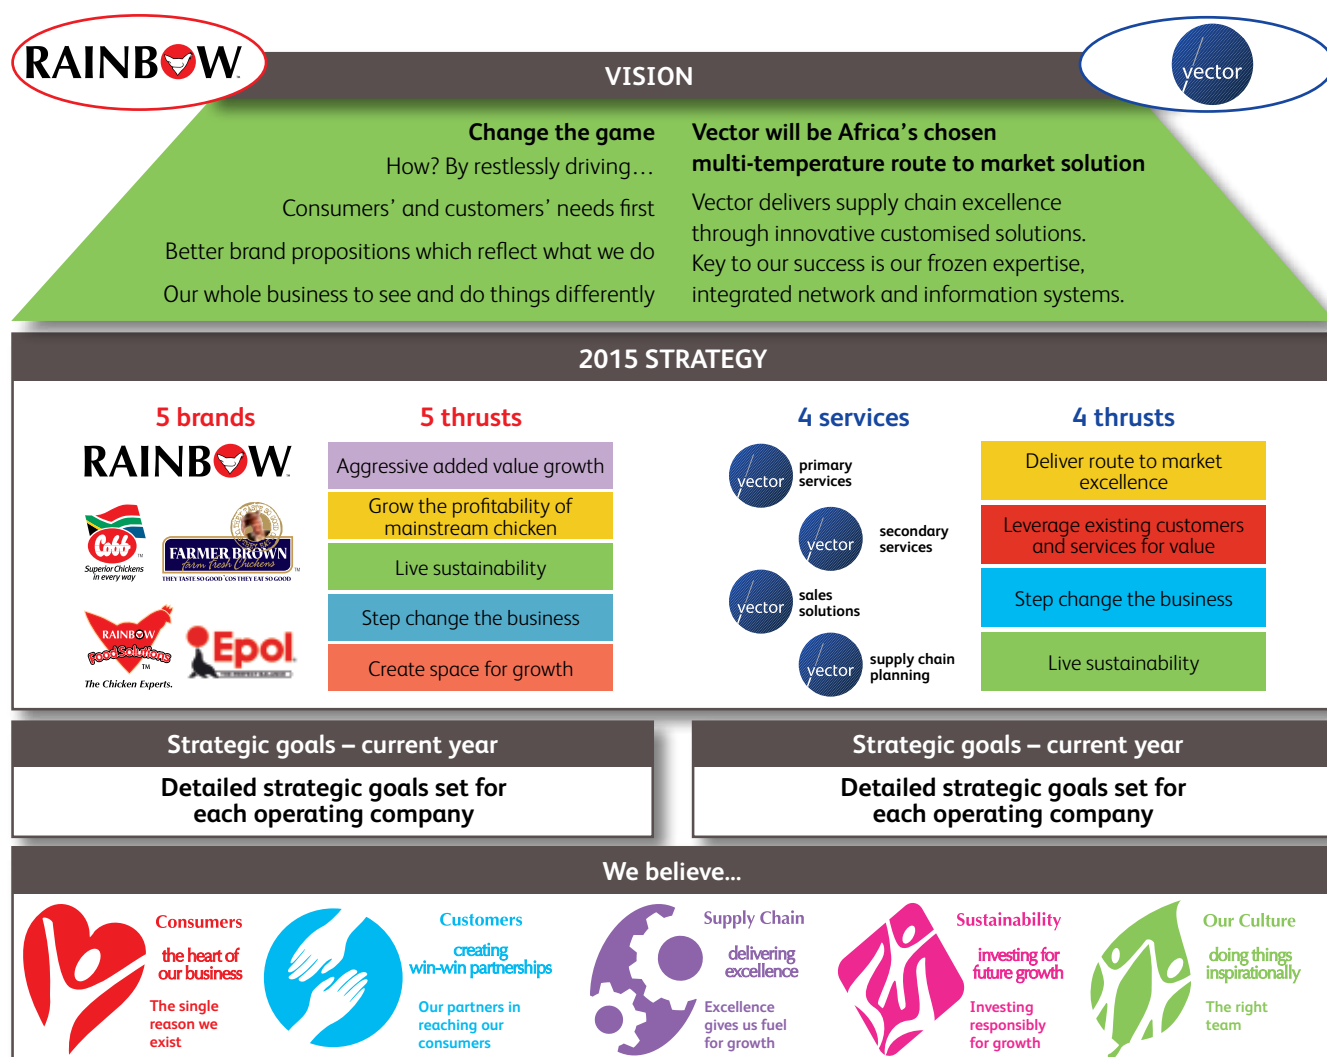 RAINBOW
VISION
vector
Change the game
How? By restlessly driving…
Consumers’ and customers’ needs first
Better brand propositions which reflect what we do
Our whole business to see and do things differently
Vector will be Africa’s chosen
multi-temperature route to market solution
Vector delivers supply chain excellence
through innovative customised solutions.
Key to our success is our frozen expertise,
integrated network and information systems.
2015 STRATEGY
5 brands
RAINBOW
Cobb TM
Superior Chickens
in every way
FARMER BROWN
farm Fresh Chickens TM
THEY TASTE SO GOOD ‘COS THEY EAT SO GOOD
RAINBOW
FoodSolutions
TM
The Chicken Experts.
Epol
THE PERFECT BALANCE
5 thrusts
Aggressive added value growth
Grow the profitability of
mainstream chicken
Live sustainability
Step change the business
Create space for growth
4 services
vector
primary
services
vector
secondary
services
vector
sales
solutions
vector
supply chain
planning
4 thrusts
Deliver route to market
excellence
Leverage existing customers
and services for value
Step change the business
Live sustainability
Strategic goals – current year
Detailed strategic goals set for
each operating company
Strategic goals – current year
Detailed strategic goals set for
each operating company
We believe...
Consumers
the heart of
our business
The single
reason we
exist
Customers
creating
win-win partnerships
Our partners in
reaching our
consumers
Supply Chain
delivering
excellence
Excellence
gives us fuel
for growth
Sustainability
investing for
future growth
Investing
responsibly
for growth
Our Culture
doing things
inspirationally
The right
team